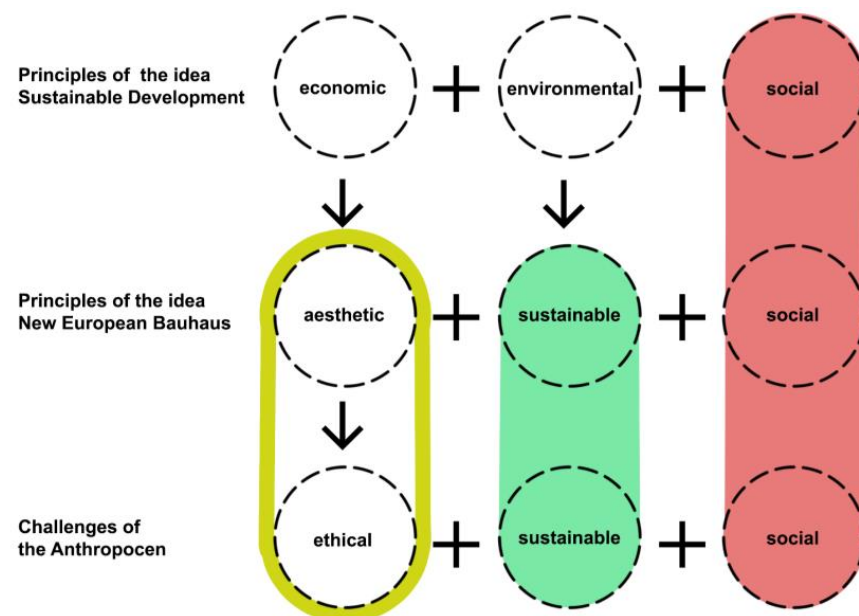 Principles of the idea
Sustainable Development
economic + environmental + social
Principles of the idea
New European Bauhaus
aesthetic + sustainable + social
Challenges of
the Anthropocen
ethical + sustainable + social